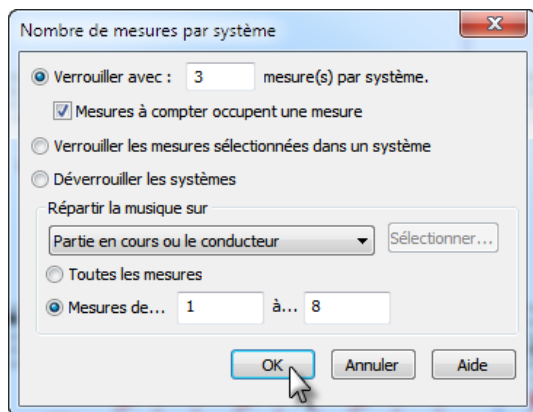 Nombre de mesures par système
Verrouiller avec : 3 mesure(s) par système.
Mesures à compter occupent une mesure
Verrouiller les mesures sélectionnées dans un système
Déverrouiller les systèmes
Répartir la musique sur
Partie en cours ou le conducteur Sélectionner...
Toutes les mesures
Mesures de... 1 à... 8
OK Annuler Aide